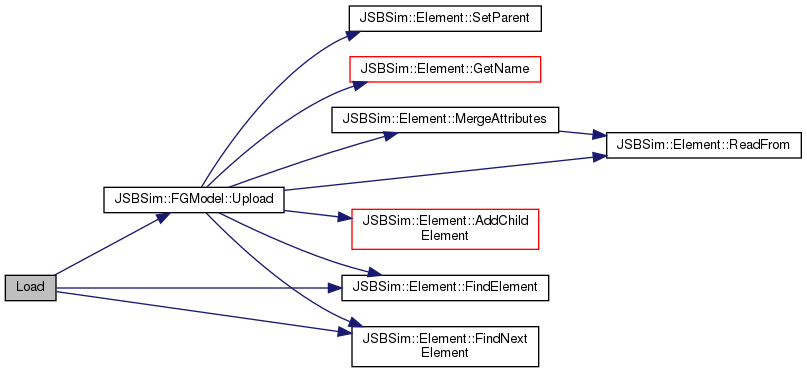 JSBSim::Element::SetParent
JSBSim::Element::GetName
JSBSim::Element::MergeAttributes
JSBSim::Element::ReadFrom
JSBSim::FGModel::Upload
JSBSim::Element::AddChild
Element
Load
JSBSim::Element::FindElement
JSBSim::Element::FindNext
Element